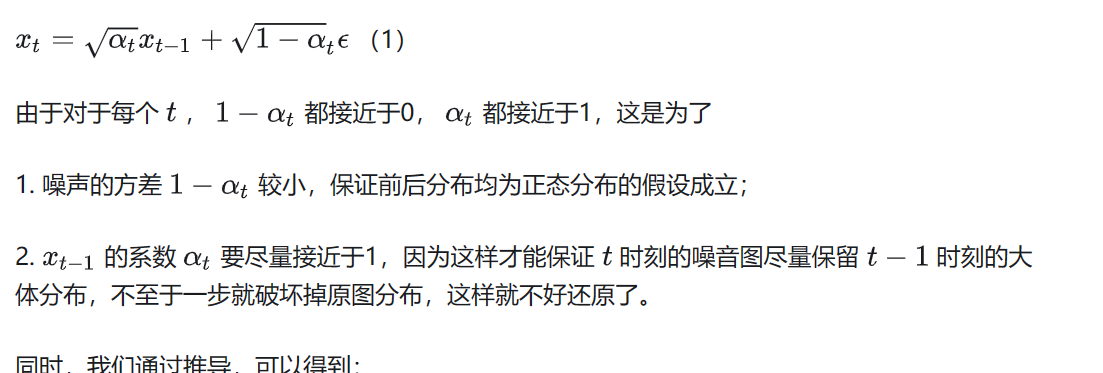 $x_t = \sqrt{\alpha_t} x_{t-1} + \sqrt{1-\alpha}_t \epsilon$ （1）
由于对于每个 $t$ ， $1-\alpha_t$ 都接近于0， $\alpha_t$ 都接近于1，这是为了
1. 噪声的方差 $1-\alpha_t$ 较小，保证前后分布均为正态分布的假设成立；
2. $x_{t-1}$ 的系数 $\alpha_t$ 要尽量接近于1，因为这样才能保证 $t$ 时刻的噪音图尽量保留 $t-1$ 时刻的大
体分布，不至于一步就破坏掉原图分布，这样就不好还原了。
同时，我们通过推导，可以得到：